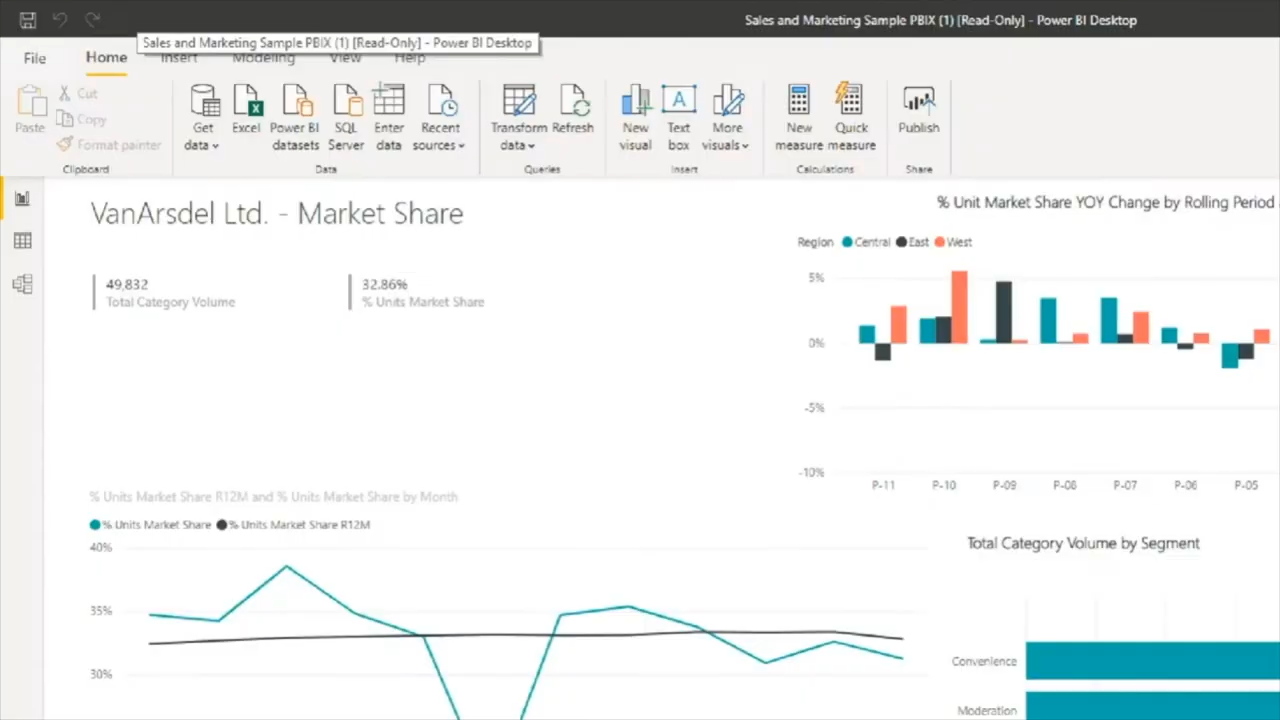 Sales and Marketing Sample PBIX (1) [Read-Only] - Power BI Desktop
Sales and Marketing Sample PBIX (1) [Read-Only] - Power BI Desktop
File Home Insert Modeling View Help
Paste
Cut
Copy
Format painter
Clipboard
Get data
Excel
Power BI datasets
SQL Server
Enter data
Recent sources
Data
Transform data
Refresh
Queries
New visual
Text box
More visuals
Insert
New measure
Quick measure
Calculations
Publish
Share
VanArsdel Ltd. - Market Share
49,832
Total Category Volume
32.86%
% Units Market Share
% Unit Market Share YOY Change by Rolling Period
Region Central East West
5%
0%
-5%
-10%
P-11 P-10 P-09 P-08 P-07 P-06 P-05
% Units Market Share R12M and % Units Market Share by Month
% Units Market Share % Units Market Share R12M
40%
35%
30%
Total Category Volume by Segment
Convenience
Moderation